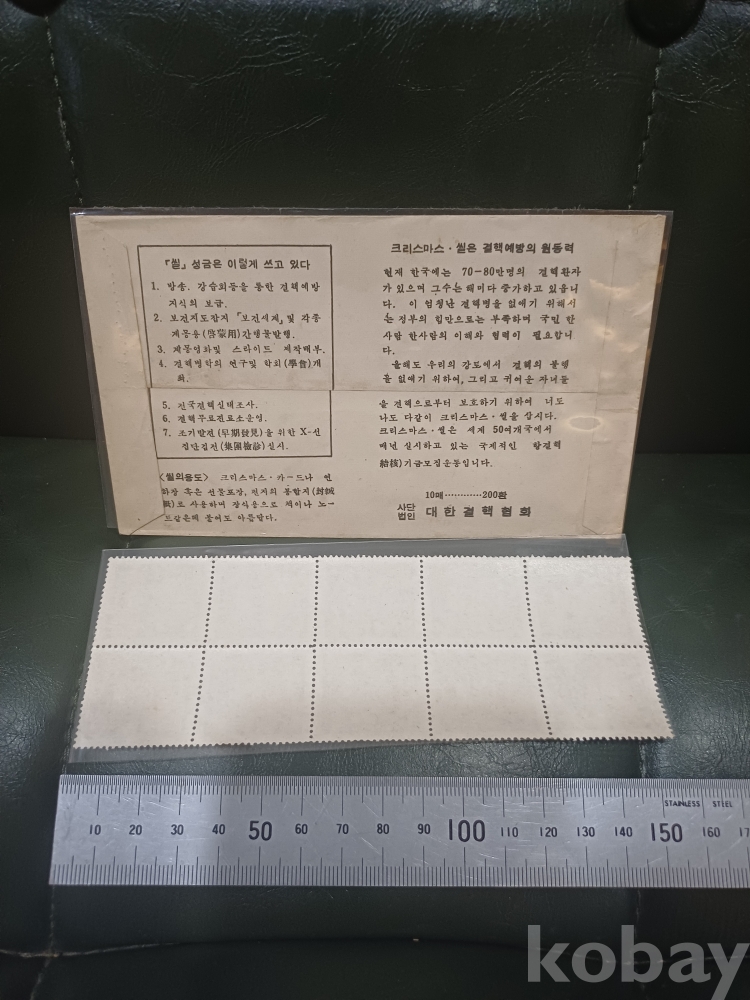 「씰」 성금은 이렇게 쓰고 있다
1. 방송. 강습회등을 통한 결핵예방
지식의 보급.
2. 보건지도잡지 「보건세계」및 각종
계몽용(啓蒙用)간행물발행.
3. 계몽영화및 스라이드 제작배부.
4. 결핵병학의 연구및 학회(學會)개
최.
5. 전국결핵실태조사.
6. 결핵무료진료소운영.
7. 조기발견(早期發見)을 위한 X-선
집단검진(集團檢診)실시.
<씰의용도> 크리스마스·카-드나 연
하장 혹은 선물포장, 편지의 봉함지(封緘
紙)로 사용하며 장식용으로 책이나 노-
드같은데 붙여도 아름답다.
크리스마스·씰은 결핵예방의 원동력
현재 한국에는 70-80만명의 결핵환자
가 있으며 그수는 해마다 증가하고 있읍니
다. 이 엄청난 결핵병을 없애기 위해서
는 정부의 힘만으로는 부족하며 국민 한
사람 한사람의 이해와 협력이 필요합니
다.
올해도 우리의 강도에서 결핵의 불행
을 없애기 위하여, 그리고 귀여운 자녀들
을 결핵으로부터 보호하기 위하여 너도
나도 다같이 크리스마스·씰을 삽시다.
크리스마스·씰은 세계 50여개국에서
매년 실시하고 있는 국제적인 항결핵
結核)기금모집운동입니다.
10매············200환
사단
법인 대한결핵협회
STAINLESS STEEL
10 20 30 40 50 60 70 80 90 100 110 120 130 140 150 160
kobay